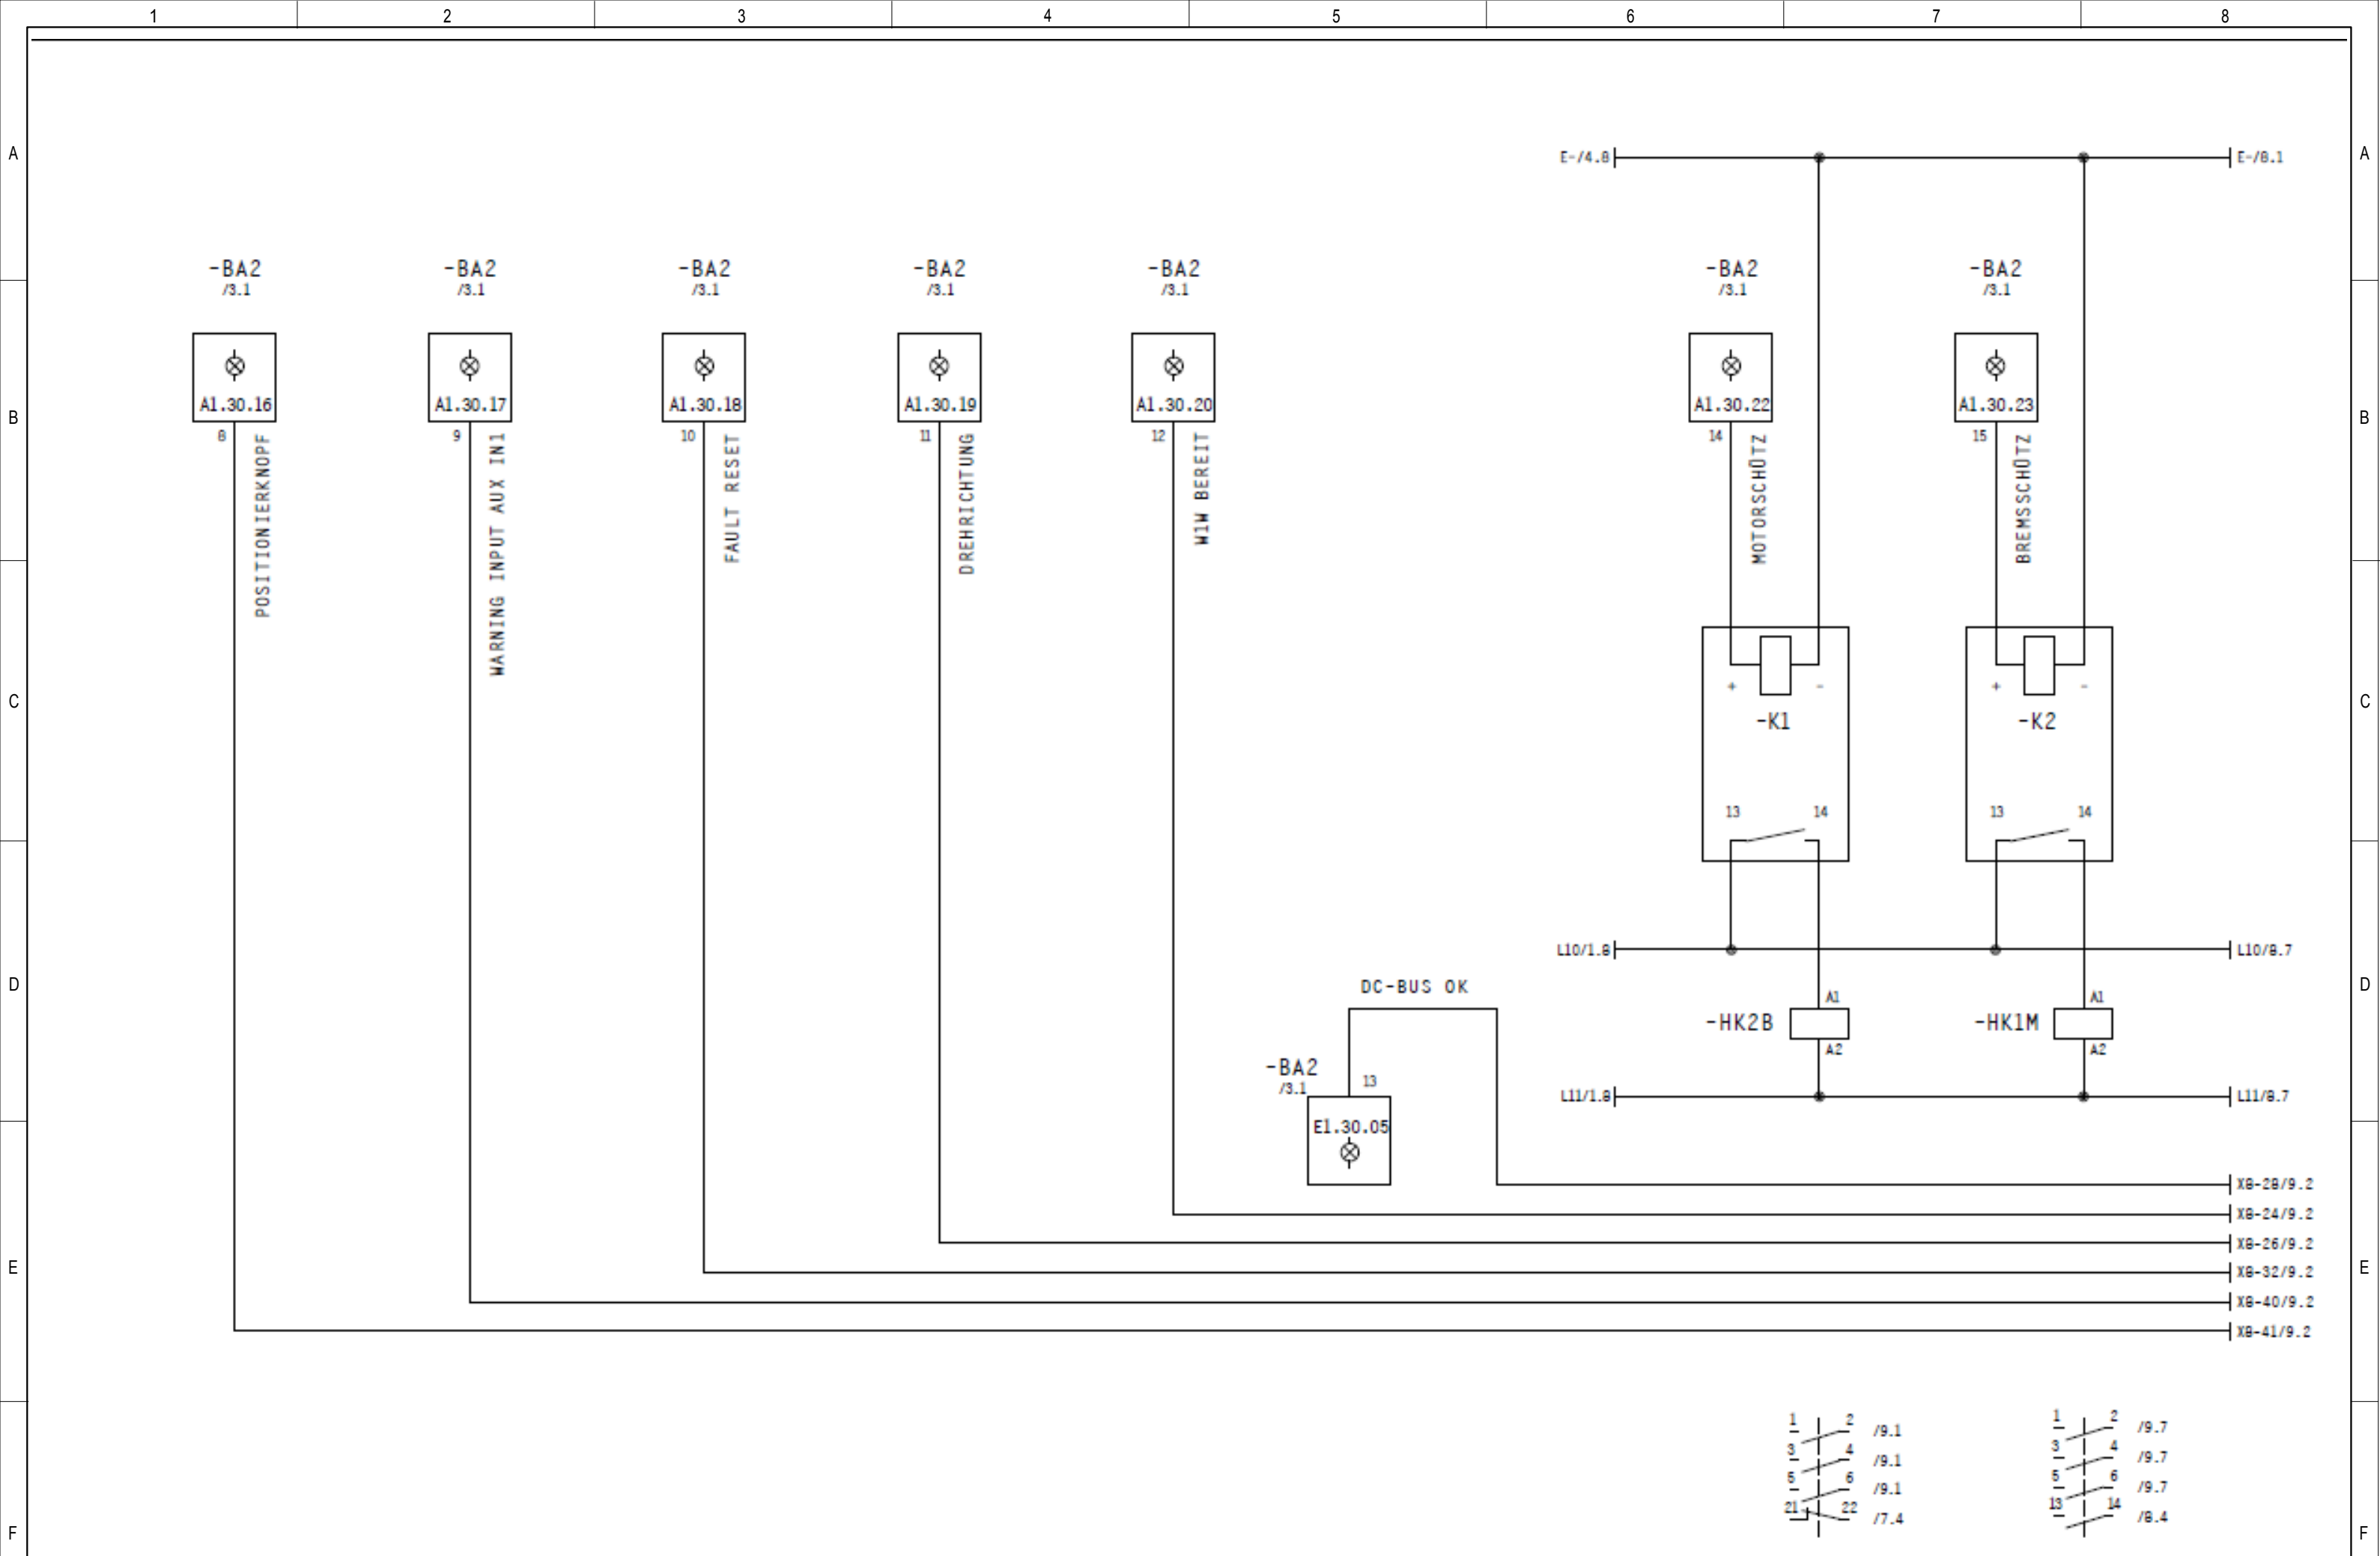 1 2 3 4 5 6 7 8
A A
E-/4.8 E-/8.1
-BA2 -BA2 -BA2 -BA2 -BA2 -BA2 -BA2
/3.1 /3.1 /3.1 /3.1 /3.1 /3.1 /3.1
A1.30.16 A1.30.17 A1.30.18 A1.30.19 A1.30.20 A1.30.22 A1.30.23
B B
8 9 10 11 12 14 15
POSITIONIERKNOPF
WARNING INPUT AUX IN1
FAULT RESET
DREHRICHTUNG
W1W BEREIT
MOTORSCHÜTZ
BREMSSCHÜTZ
+ - + -
C C
-K1 -K2
13 14 13 14
L10/1.8 L10/8.7
D D
DC-BUS OK
A1 A1
-HK2B -HK1M
A2 A2
-BA2 13
/3.1
L11/1.8 L11/8.7
E1.30.05
X8-28/9.2
X8-24/9.2
X8-26/9.2
E E
X8-32/9.2
X8-40/9.2
X8-41/9.2
1 2 /9.1 1 2 /9.7
3 4 /9.1 3 4 /9.7
5 6 /9.1 5 6 /9.7
21 22 /7.4 13 14 /8.4
F F